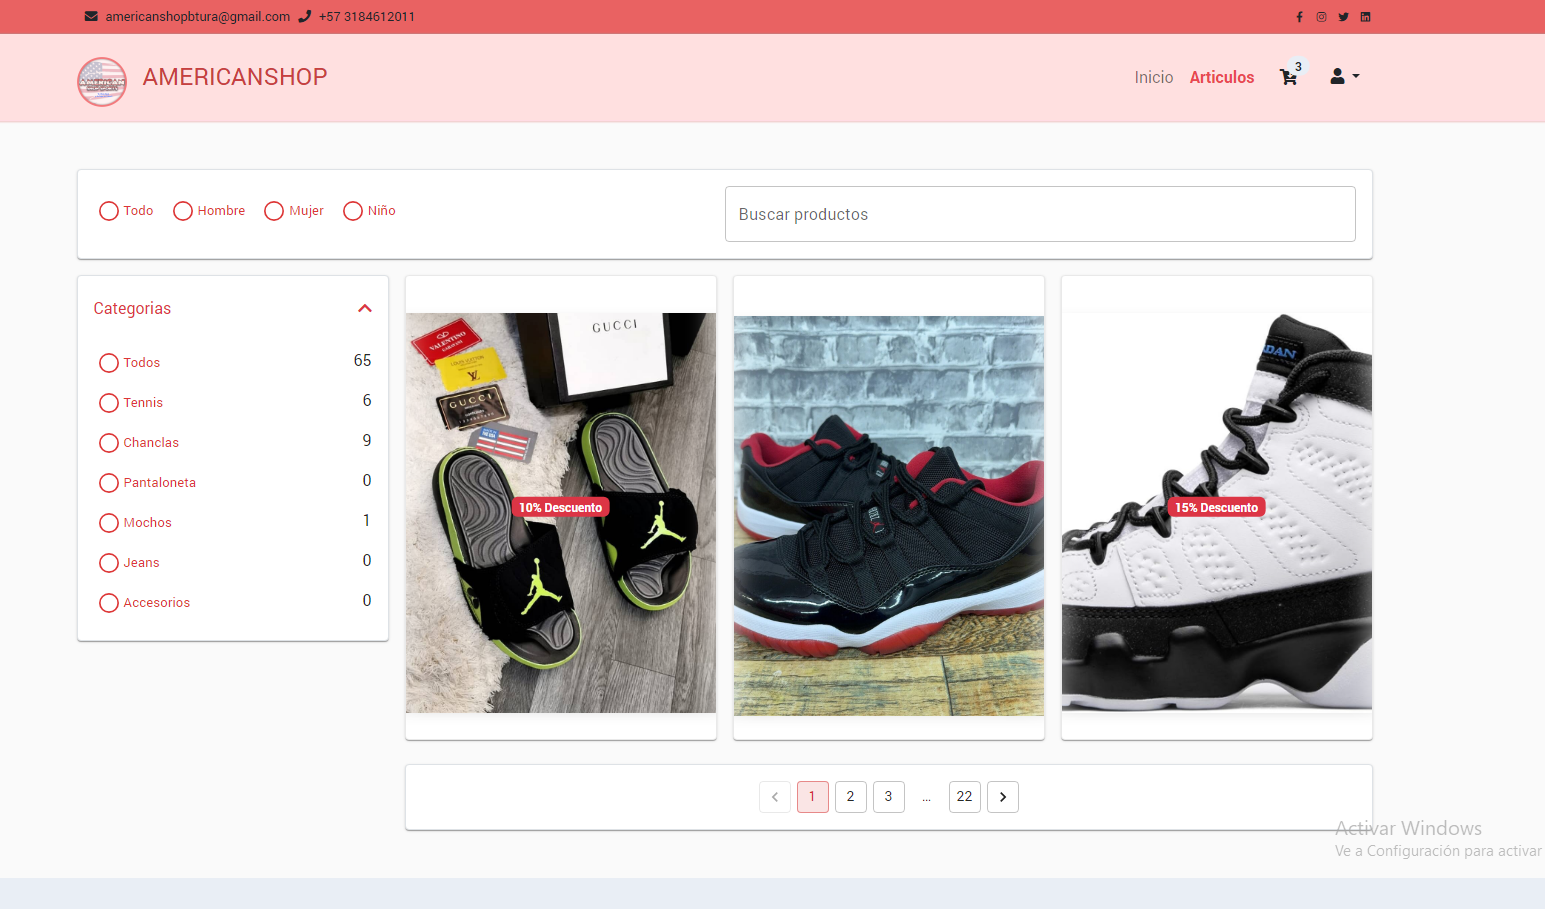 americanshopbtura@gmail.com +57 3184612011
AMERICANSHOP
Inicio Articulos 3
Todo Hombre Mujer Niño
Buscar productos
Categorias
Todos 65
Tennis 6
Chanclas 9
Pantaloneta 0
Mochos 1
Jeans 0
Accesorios 0
GUCCI
VALENTINO
LV
GUCCI
10% Descuento
DAN
15% Descuento
1 2 3 ... 22
Activar Windows
Ve a Configuración para activar